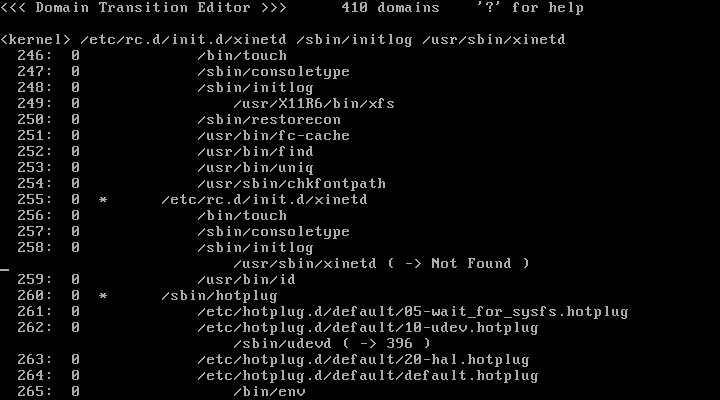 <<< Domain Transition Editor >>>      410 domains    '?' for help
<kernel> /etc/rc.d/init.d/xinetd /sbin/initlog /usr/sbin/xinetd
246:  0             /bin/touch
247:  0             /sbin/consoletype
248:  0             /sbin/initlog
249:  0                 /usr/X11R6/bin/xfs
250:  0             /sbin/restorecon
251:  0             /usr/bin/fc-cache
252:  0             /usr/bin/find
253:  0             /usr/bin/uniq
254:  0             /usr/sbin/chkfontpath
255:  0  *      /etc/rc.d/init.d/xinetd
256:  0             /bin/touch
257:  0             /sbin/consoletype
258:  0             /sbin/initlog
/usr/sbin/xinetd ( -> Not Found )
259:  0             /usr/bin/id
260:  0  *      /sbin/hotplug
261:  0             /etc/hotplug.d/default/05-wait_for_sysfs.hotplug
262:  0             /etc/hotplug.d/default/10-udev.hotplug
/sbin/udevd ( -> 396 )
263:  0             /etc/hotplug.d/default/20-hal.hotplug
264:  0             /etc/hotplug.d/default/default.hotplug
265:  0                 /bin/env